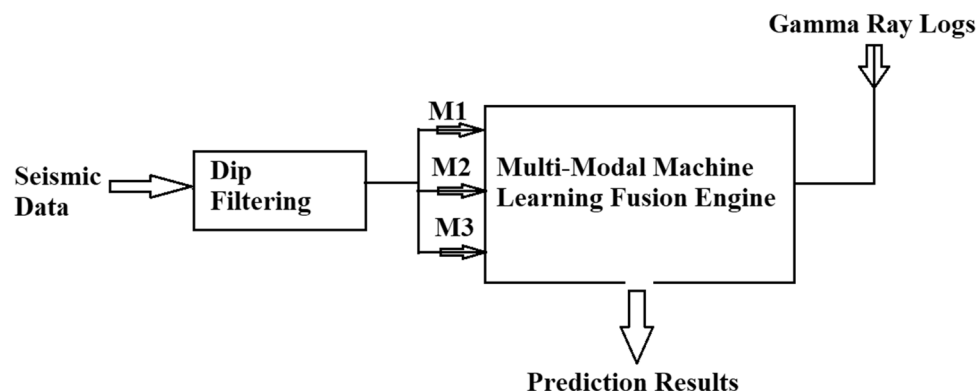 Gamma Ray Logs
Seismic
Data
Dip
Filtering
M1
M2
M3
Multi-Modal Machine
Learning Fusion Engine
Prediction Results